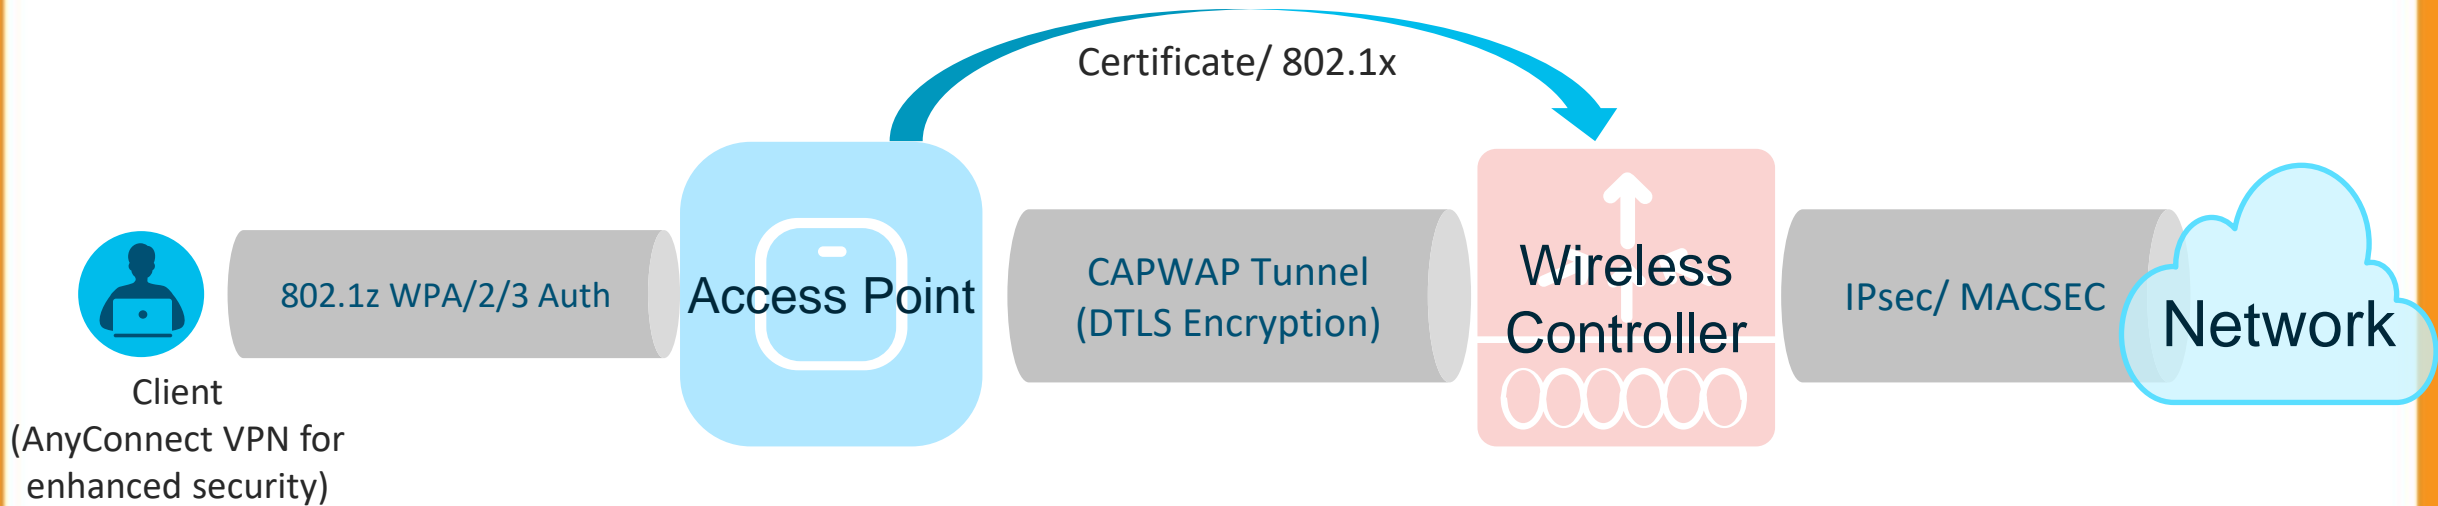 Certificate/ 802.1x
802.1z WPA/2/3 Auth
Access Point
CAPWAP Tunnel
(DTLS Encryption)
Wireless
Controller
IPsec/ MACSEC
Network
Client
(AnyConnect VPN for
enhanced security)